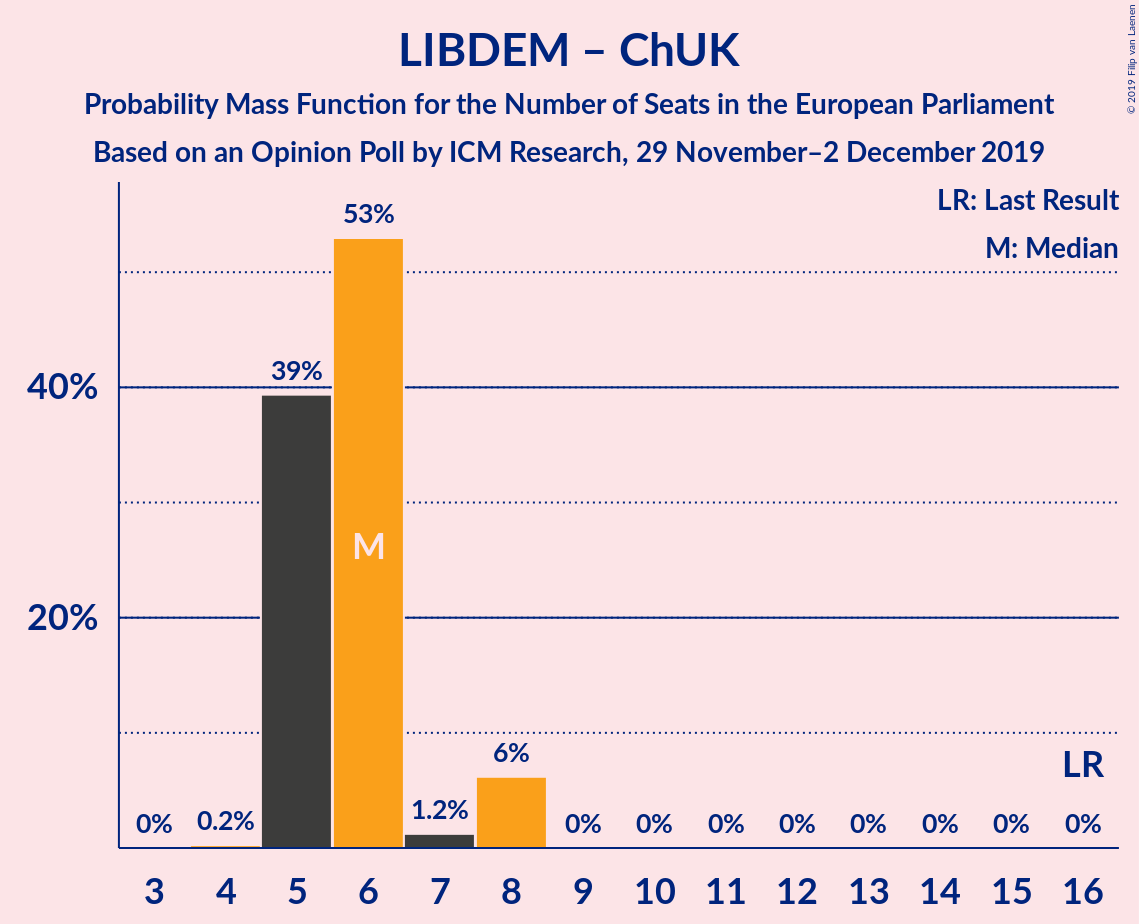 LIBDEM – ChUK
Probability Mass Function for the Number of Seats in the European Parliament
Based on an Opinion Poll by ICM Research, 29 November–2 December 2019
© 2019 Filip van Laenen
LR: Last Result
M: Median
53%
39%
40%
M
20%
6%
LR
1.2%
0% 0.2% 0% 0% 0% 0% 0% 0% 0% 0%
3 4 5 6 7 8 9 10 11 12 13 14 15 16